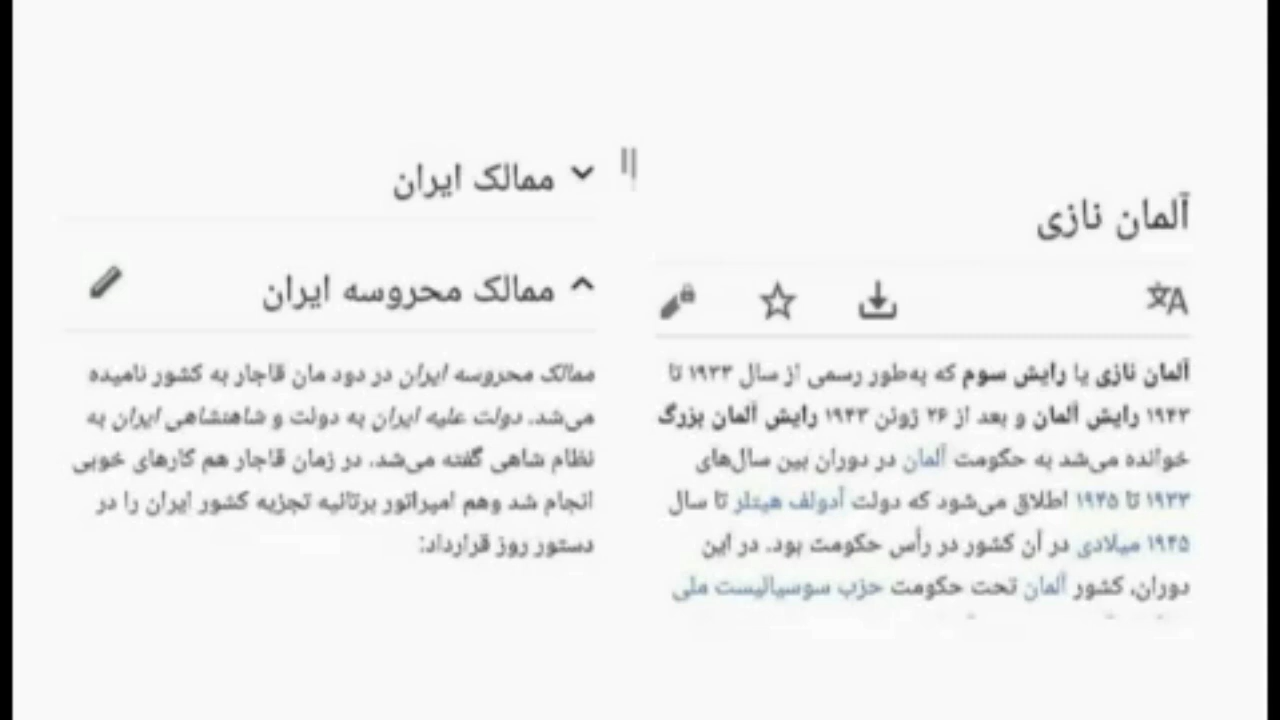 آلمان نازی
آلمان نازی یا رایش سوم که به‌طور رسمی از سال ۱۹۳۳ تا
۱۹۴۳ رایش آلمان و بعد از ۲۶ ژوئن ۱۹۴۳ رایش آلمان بزرگ
خوانده می‌شد به حکومت آلمان در دوران بین سال‌های
۱۹۳۳ تا ۱۹۴۵ اطلاق می‌شود که دولت آدولف هیتلر تا سال
۱۹۴۵ میلادی در آن کشور در رأس حکومت بود. در این
دوران، کشور آلمان تحت حکومت حزب سوسیالیست ملی
ممالک ایران
ممالک محروسه ایران
ممالک محروسه ایران در دود مان قاجار به کشور نامیده
می‌شد. دولت علیه ایران به دولت و شاهنشاهی ایران به
نظام شاهی گفته می‌شد. در زمان قاجار هم کارهای خوبی
انجام شد وهم امپراتور برتانیه تجزیه کشور ایران را در
دستور روز قرارداد: